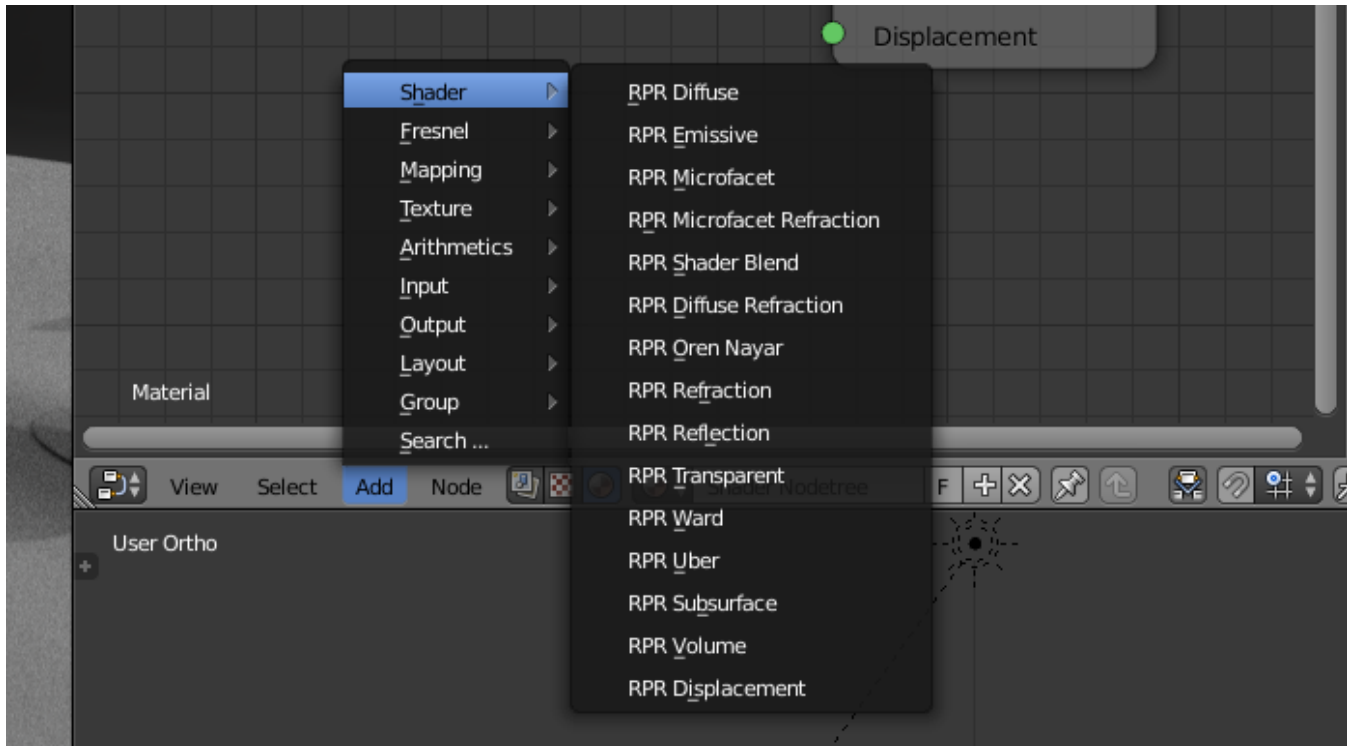 Displacement
Shader
Fresnel
Mapping
Texture
Arithmetics
Input
Output
Layout
Group
Search ...
RPR Diffuse
RPR Emissive
RPR Microfacet
RPR Microfacet Refraction
RPR Shader Blend
RPR Diffuse Refraction
RPR Oren Nayar
RPR Refraction
RPR Reflection
RPR Transparent
RPR Ward
RPR Uber
RPR Subsurface
RPR Volume
RPR Displacement
Material
View Select Add Node Shader Nodetree F
User Ortho